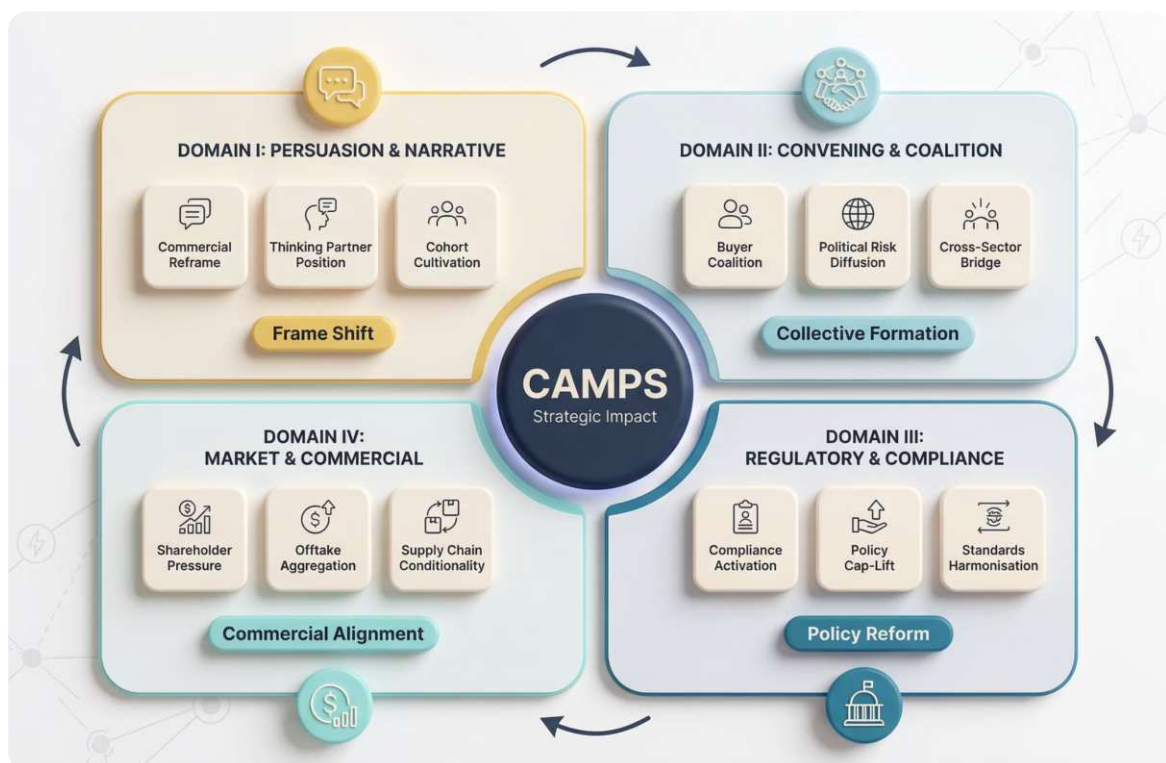 DOMAIN I: PERSUASION & NARRATIVE
Commercial
Reframe
Thinking Partner
Position
Cohort
Cultivation
Frame Shift
DOMAIN II: CONVENING & COALITION
Buyer
Coalition
Political Risk
Diffusion
Cross-Sector
Bridge
Collective Formation
CAMPS
Strategic Impact
DOMAIN IV:
MARKET & COMMERCIAL
Shareholder
Pressure
Offtake
Aggregation
Supply Chain
Conditionality
Commercial Alignment
DOMAIN III:
REGULATORY & COMPLIANCE
Compliance
Activation
Policy
Cap-Lift
Standards
Harmonisation
Policy Reform